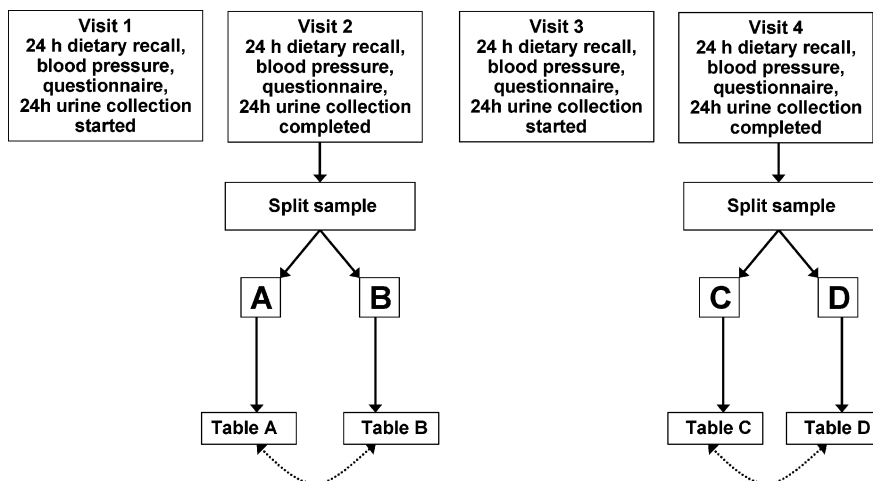 Visit 1
24 h dietary recall,
blood pressure,
questionnaire,
24h urine collection
started
Visit 2
24 h dietary recall,
blood pressure,
questionnaire,
24h urine collection
completed
Visit 3
24 h dietary recall,
blood pressure,
questionnaire,
24h urine collection
started
Visit 4
24 h dietary recall,
blood pressure,
questionnaire,
24h urine collection
completed
Split sample
Split sample
A
B
C
D
Table A
Table B
Table C
Table D